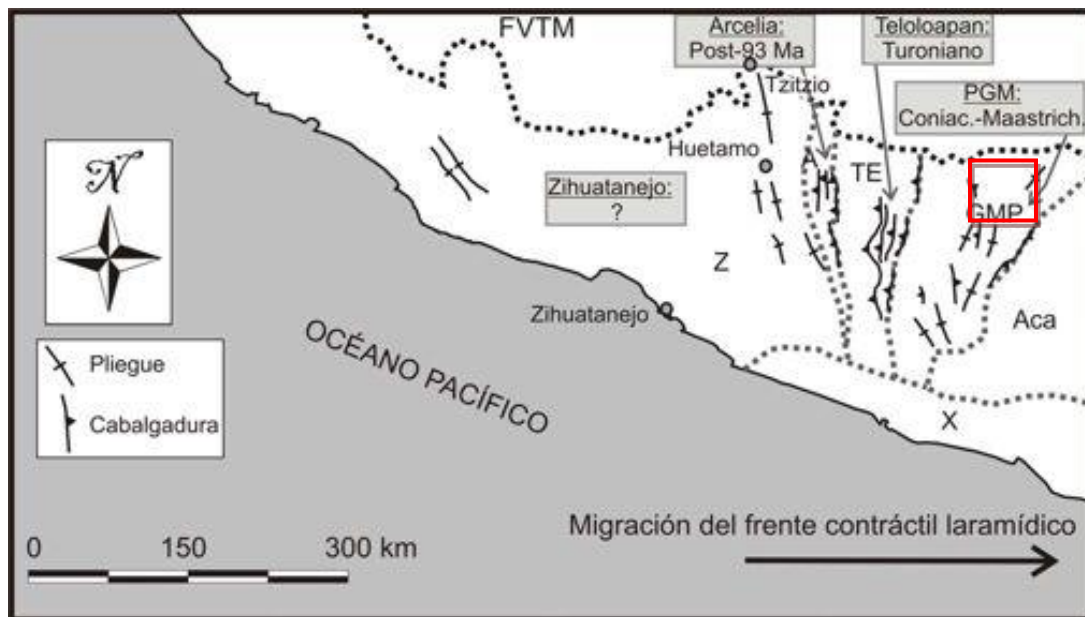 FVTM
Arcelia:
Post-93 Ma
Teloloapan:
Turoniano
PGM:
Coniac.-Maastrich.
Tzitzio
Huetamo
A
TE
GMP
Zihuatanejo:
?
Z
Zihuatanejo
Aca
X
N
OCÉANO PACÍFICO
Pliegue
Cabalgadura
Migración del frente contráctil laramídico
0 150 300 km